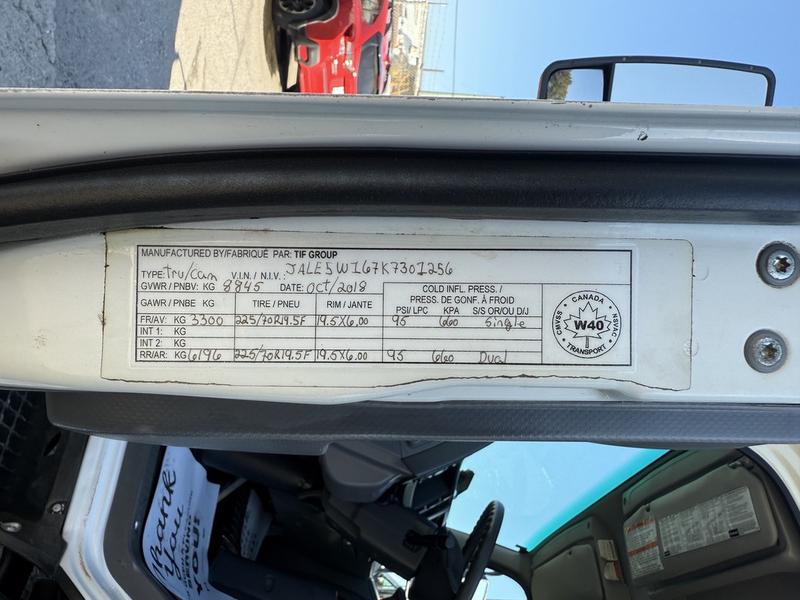 MANUFACTURED BY/FABRIQUÉ PAR: TIF GROUP
TYPE: Tru/Cam V.I.N. / N.I.V.: JALE5W167K7301256
GVWR / PNBV: KG 8845 DATE: Oct/2018
COLD INFL. PRESS. /
PRESS. DE GONF. À FROID
GAWR / PNBE: KG TIRE / PNEU RIM / JANTE PSI/LPC KPA S/S OR/OU D/J
FR/AV: KG 3300 225/70R19.5F 19.5X6.00 95 660 Single
INT 1: KG
INT 2: KG
RR/AR: KG 6196 225/70R19.5F 19.5X6.00 95 660 Dual
CANADA
CMVSS
W40
NSVAC
TRANSPORT
Thank
You